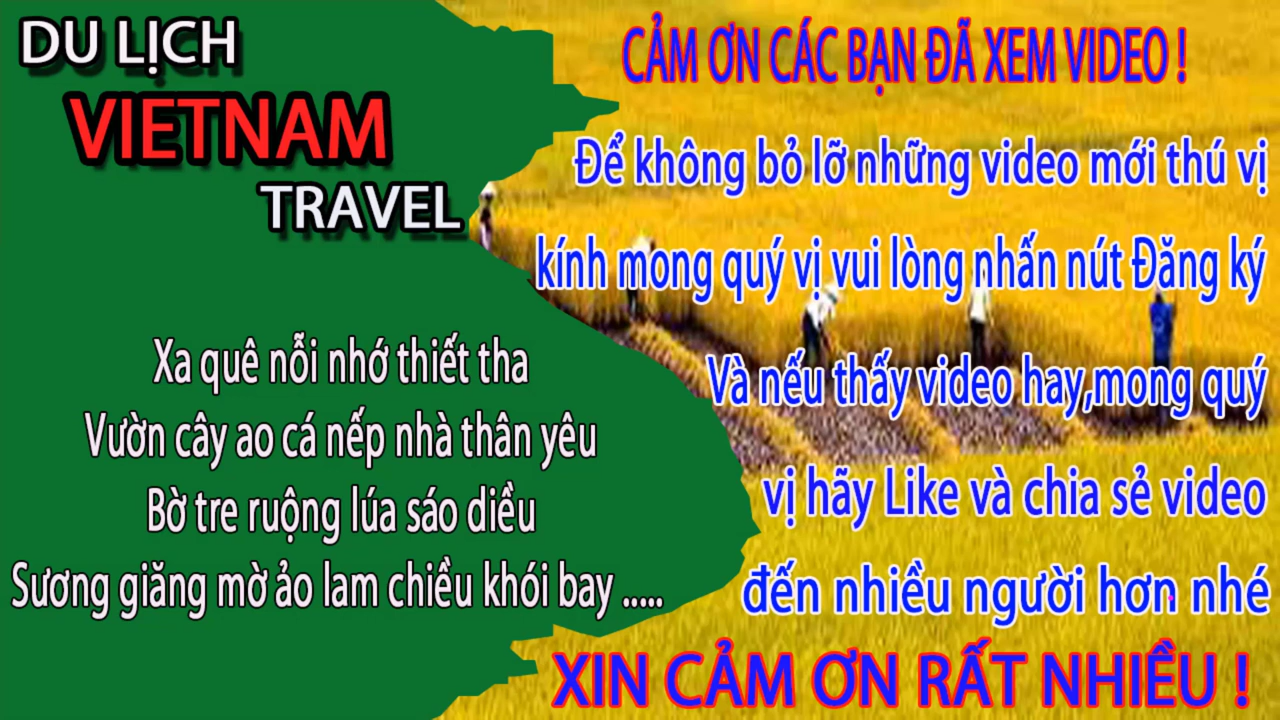 DU LỊCH
VIETNAM
TRAVEL
Xa quê nỗi nhớ thiết tha
Vườn cây ao cá nếp nhà thân yêu
Bờ tre ruộng lúa sáo diều
Sương giăng mờ ảo lam chiều khói bay .....
CẢM ƠN CÁC BẠN ĐÃ XEM VIDEO !
Để không bỏ lỡ những video mới thú vị
kính mong quý vị vui lòng nhấn nút Đăng ký
Và nếu thấy video hay,mong quý
vị hãy Like và chia sẻ video
đến nhiều người hơn nhé
XIN CẢM ƠN RẤT NHIỀU !